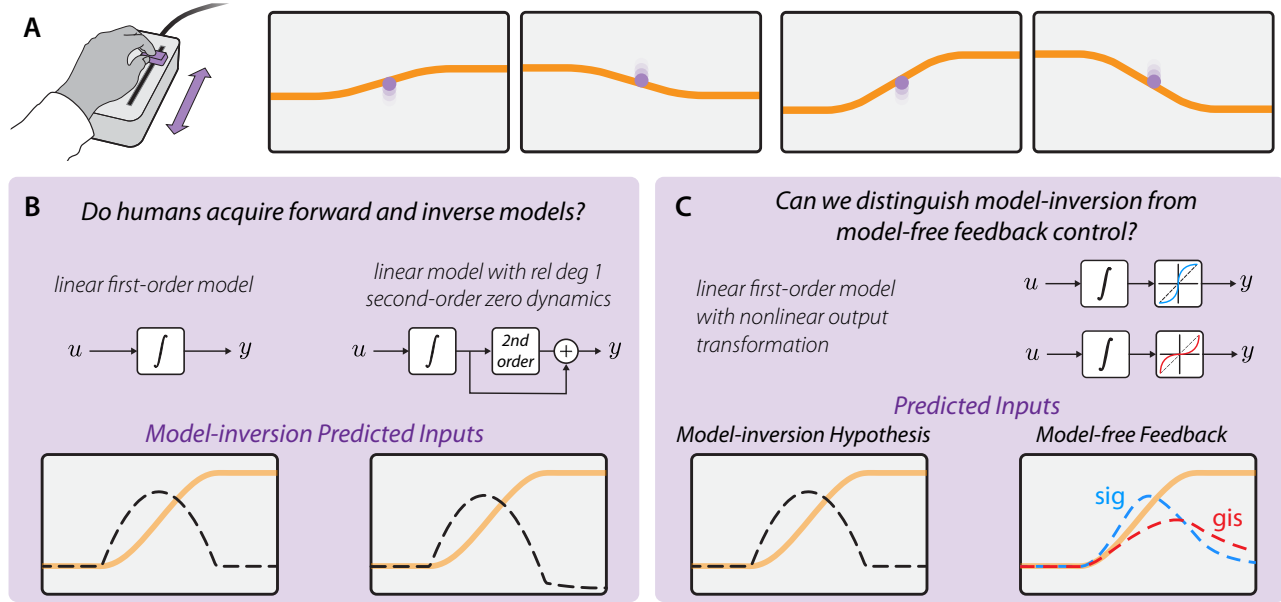 A
B
Do humans acquire forward and inverse models?
linear first-order model
u
∫
y
linear model with rel deg 1
second-order zero dynamics
u
∫
2nd
order
+
y
Model-inversion Predicted Inputs
C
Can we distinguish model-inversion from
model-free feedback control?
linear first-order model
with nonlinear output
transformation
u
∫
y
u
∫
y
Predicted Inputs
Model-inversion Hypothesis
Model-free Feedback
sig
gis